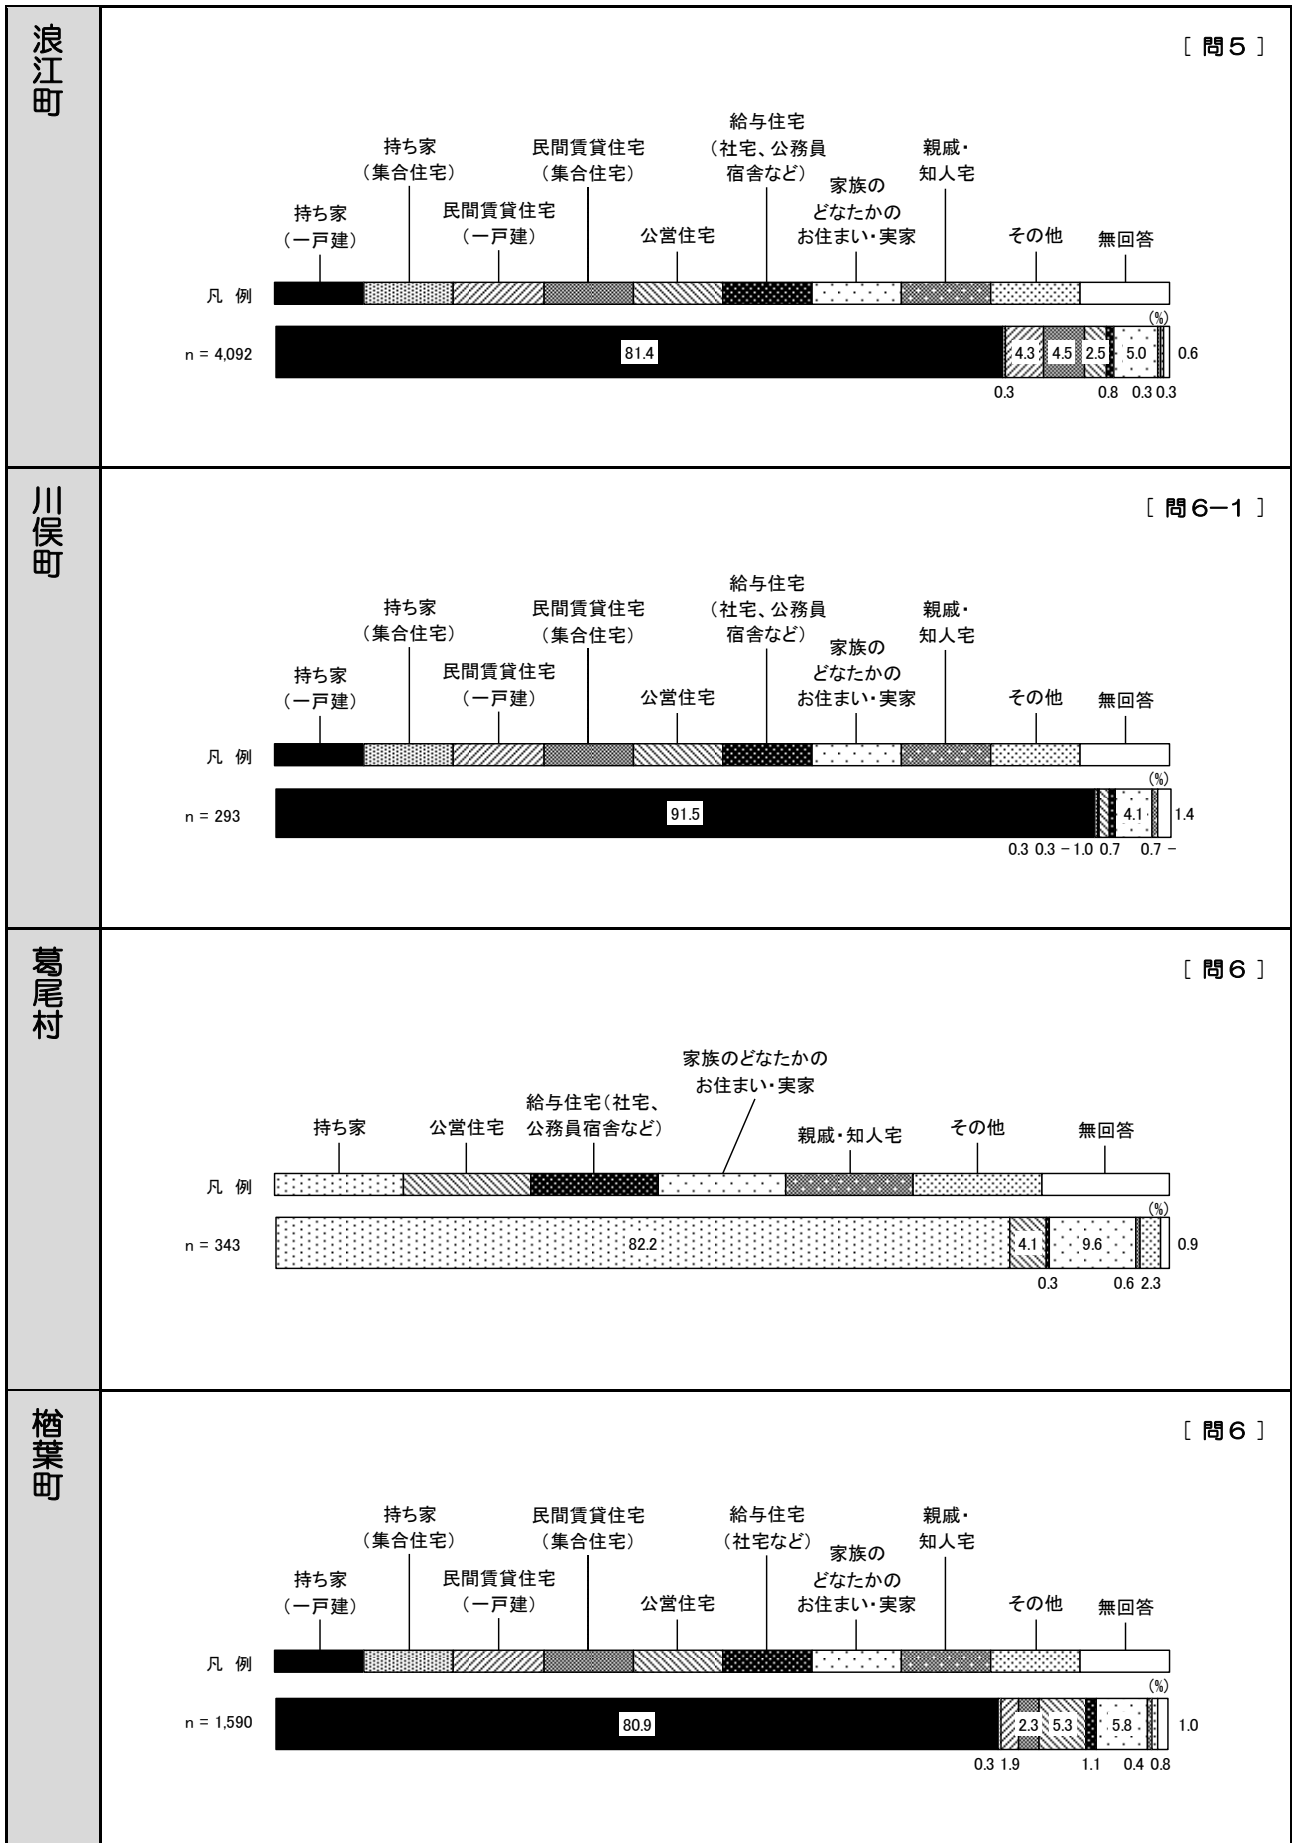 浪江町
［ 問５ ］
持ち家
（一戸建）
持ち家
（集合住宅）
民間賃貸住宅
（一戸建）
民間賃貸住宅
（集合住宅）
公営住宅
給与住宅
（社宅、公務員
宿舎など）
家族の
どなたかの
お住まい・実家
親戚・
知人宅
その他
無回答
凡 例
(%)
n = 4,092
81.4
4.3
4.5
2.5
5.0
0.6
0.3
0.8
0.3
0.3
川俣町
［ 問６－１ ］
持ち家
（一戸建）
持ち家
（集合住宅）
民間賃貸住宅
（一戸建）
民間賃貸住宅
（集合住宅）
公営住宅
給与住宅
（社宅、公務員
宿舎など）
家族の
どなたかの
お住まい・実家
親戚・
知人宅
その他
無回答
凡 例
(%)
n = 293
91.5
4.1
1.4
0.3 0.3 － 1.0 0.7
0.7 －
葛尾村
［ 問６ ］
持ち家
公営住宅
給与住宅（社宅、
公務員宿舎など）
家族のどなたかの
お住まい・実家
親戚・知人宅
その他
無回答
凡 例
(%)
n = 343
82.2
4.1
9.6
0.9
0.3
0.6
2.3
楢葉町
［ 問６ ］
持ち家
（一戸建）
持ち家
（集合住宅）
民間賃貸住宅
（一戸建）
民間賃貸住宅
（集合住宅）
公営住宅
給与住宅
（社宅など）
家族の
どなたかの
お住まい・実家
親戚・
知人宅
その他
無回答
凡 例
(%)
n = 1,590
80.9
2.3
5.3
5.8
1.0
0.3
1.9
1.1
0.4
0.8